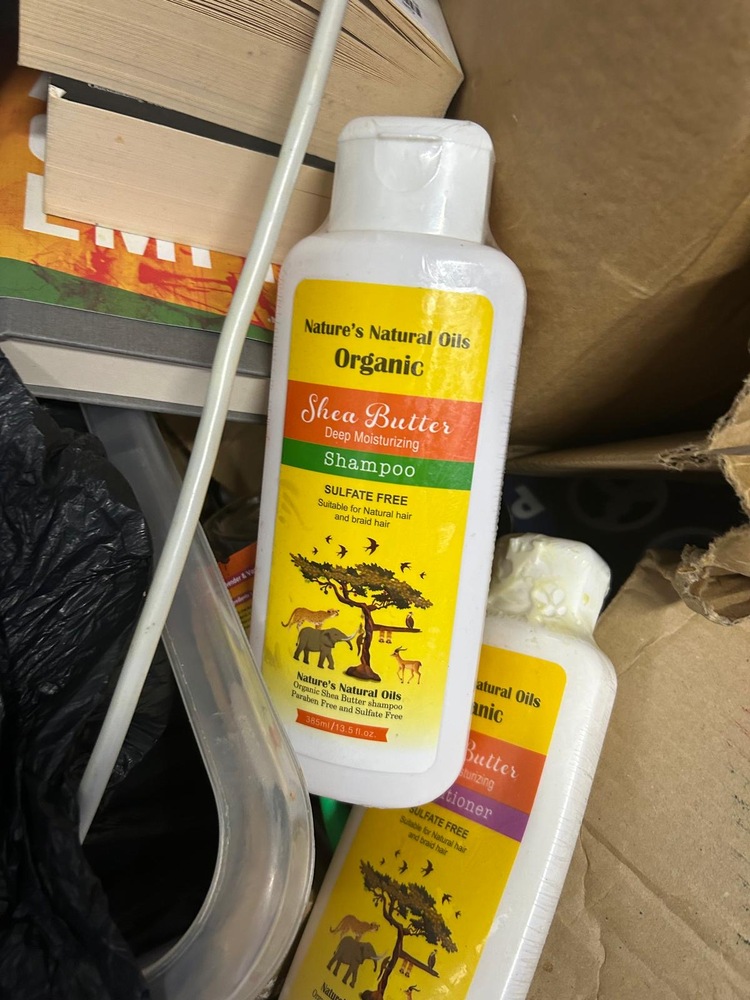 Nature's Natural Oils
Organic
Shea Butter
Deep Moisturizing
Shampoo
SULFATE FREE
Suitable for Natural hair
and braid hair
Nature's Natural Oils
Organic Shea Butter shampoo
Paraben Free and Sulfate Free
385ml/13.5 fl.oz.
atural Oils
anic
Butter
sturizing
itioner
SULFATE FREE
Suitable for Natural hair
and braid hair
Natur